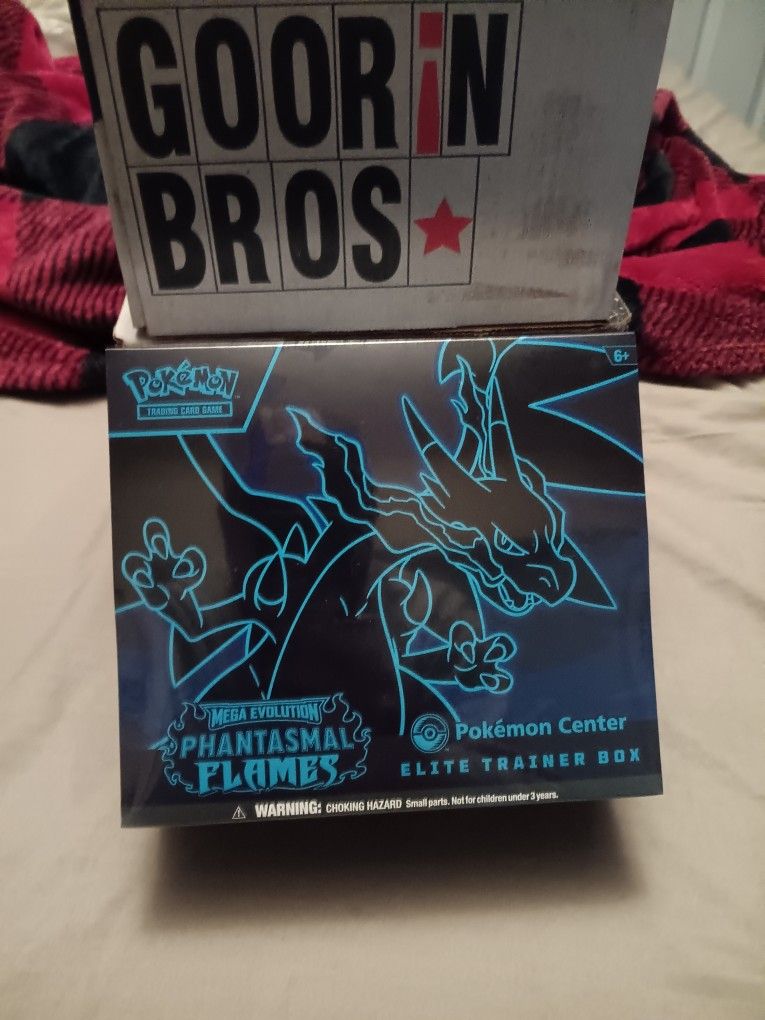 GOORiN
BROS
6+
POKéMON
TRADING CARD GAME
MEGA EVOLUTION
PHANTASMAL
FLAMES
Pokémon Center
ELITE TRAINER BOX
WARNING: CHOKING HAZARD Small parts. Not for children under 3 years.